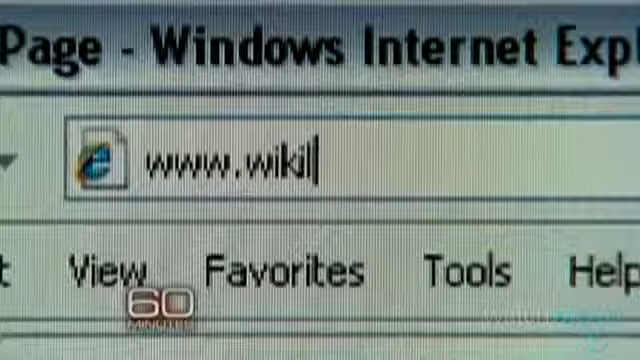 Page - Windows Internet Expl
www.wikil
t View Favorites Tools Help
60
MINUTES